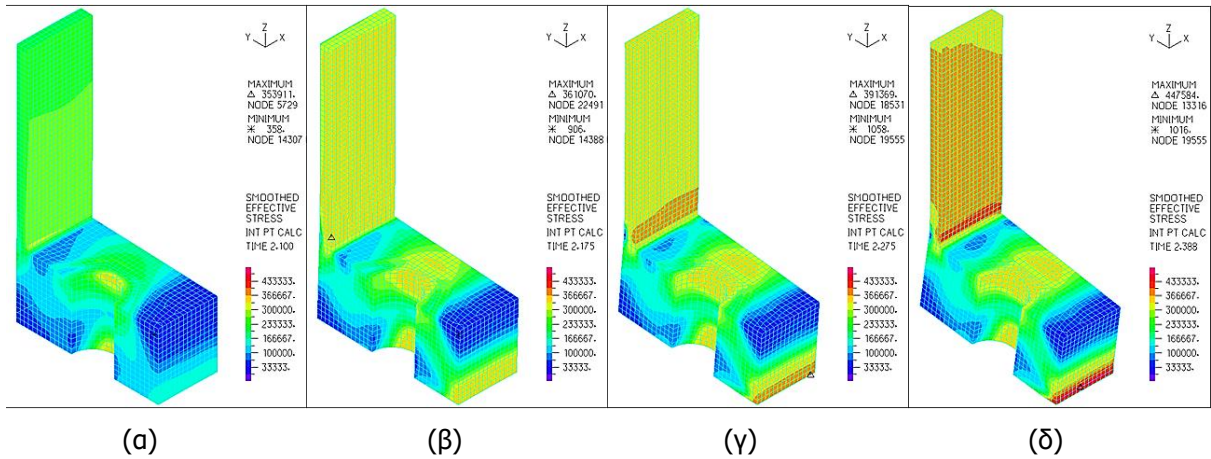 Z
Y X
MAXIMUM
Δ 353911.
NODE 5729
MINIMUM
✳ 358.
NODE 14307
SMOOTHED
EFFECTIVE
STRESS
INT PT CALC
TIME 2.100
433333.
366667.
300000.
233333.
166667.
100000.
33333.
(α)
Z
Y X
MAXIMUM
Δ 361070.
NODE 22491
MINIMUM
✳ 906.
NODE 14388
SMOOTHED
EFFECTIVE
STRESS
INT PT CALC
TIME 2.175
433333.
366667.
300000.
233333.
166667.
100000.
33333.
(β)
Z
Y X
MAXIMUM
Δ 391369.
NODE 18531
MINIMUM
✳ 1058.
NODE 19555
SMOOTHED
EFFECTIVE
STRESS
INT PT CALC
TIME 2.275
433333.
366667.
300000.
233333.
166667.
100000.
33333.
(γ)
Z
Y X
MAXIMUM
Δ 447584.
NODE 13316
MINIMUM
✳ 1016.
NODE 19555
SMOOTHED
EFFECTIVE
STRESS
INT PT CALC
TIME 2.388
433333.
366667.
300000.
233333.
166667.
100000.
33333.
(δ)